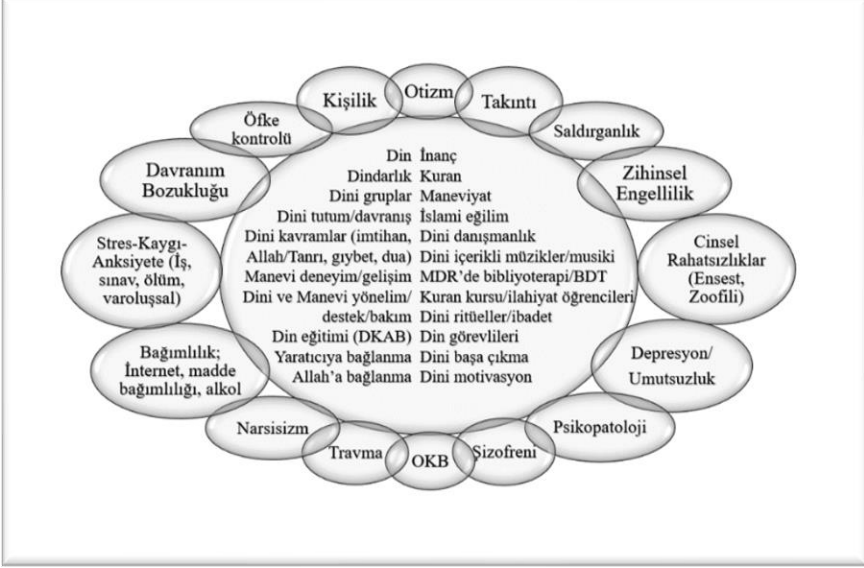 Otizm
Kişilik
Takıntı
Öfke
kontrolü
Saldırganlık
Davranım
Bozukluğu
Zihinsel
Engellilik
Stres-Kaygı-
Anksiyete (İş,
sınav, ölüm,
varoluşsal)
Din İnanç
Dindarlık Kuran
Dini gruplar Maneviyat
Dini tutum/davranış İslami eğilim
Dini kavramlar (imtihan, Dini danışmanlık
Allah/Tanrı, gıybet, dua) Dini içerikli müzikler/musiki
Manevi deneyim/gelişim MDR’de bibliyoterapi/BDT
Dini ve Manevi yönelim/ Kuran kursu/ilahiyat öğrencileri
destek/bakım Dini ritüeller/ibadet
Din eğitimi (DKAB) Din görevlileri
Yaratıcıya bağlanma Dini başa çıkma
Allah’a bağlanma Dini motivasyon
Cinsel
Rahatsızlıklar
(Ensest,
Zoofili)
Bağımlılık;
İnternet, madde
bağımlılığı, alkol
Depresyon/
Umutsuzluk
Narsisizm
Psikopatoloji
Travma
OKB
Şizofreni